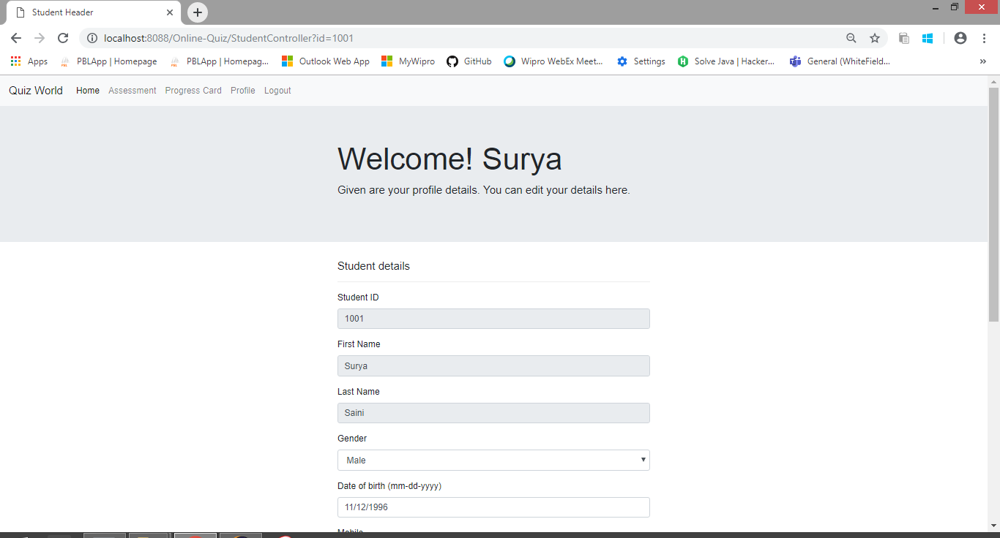 Student Header
localhost:8088/Online-Quiz/StudentController?id=1001
Apps PBLApp | Homepage PBLApp | Homepag... Outlook Web App MyWipro GitHub Wipro WebEx Meet... Settings Solve Java | Hacker... General (WhiteField... »
Quiz World Home Assessment Progress Card Profile Logout
Welcome! Surya
Given are your profile details. You can edit your details here.
Student details
Student ID
1001
First Name
Surya
Last Name
Saini
Gender
Male
Date of birth (mm-dd-yyyy)
11/12/1996
Mobile